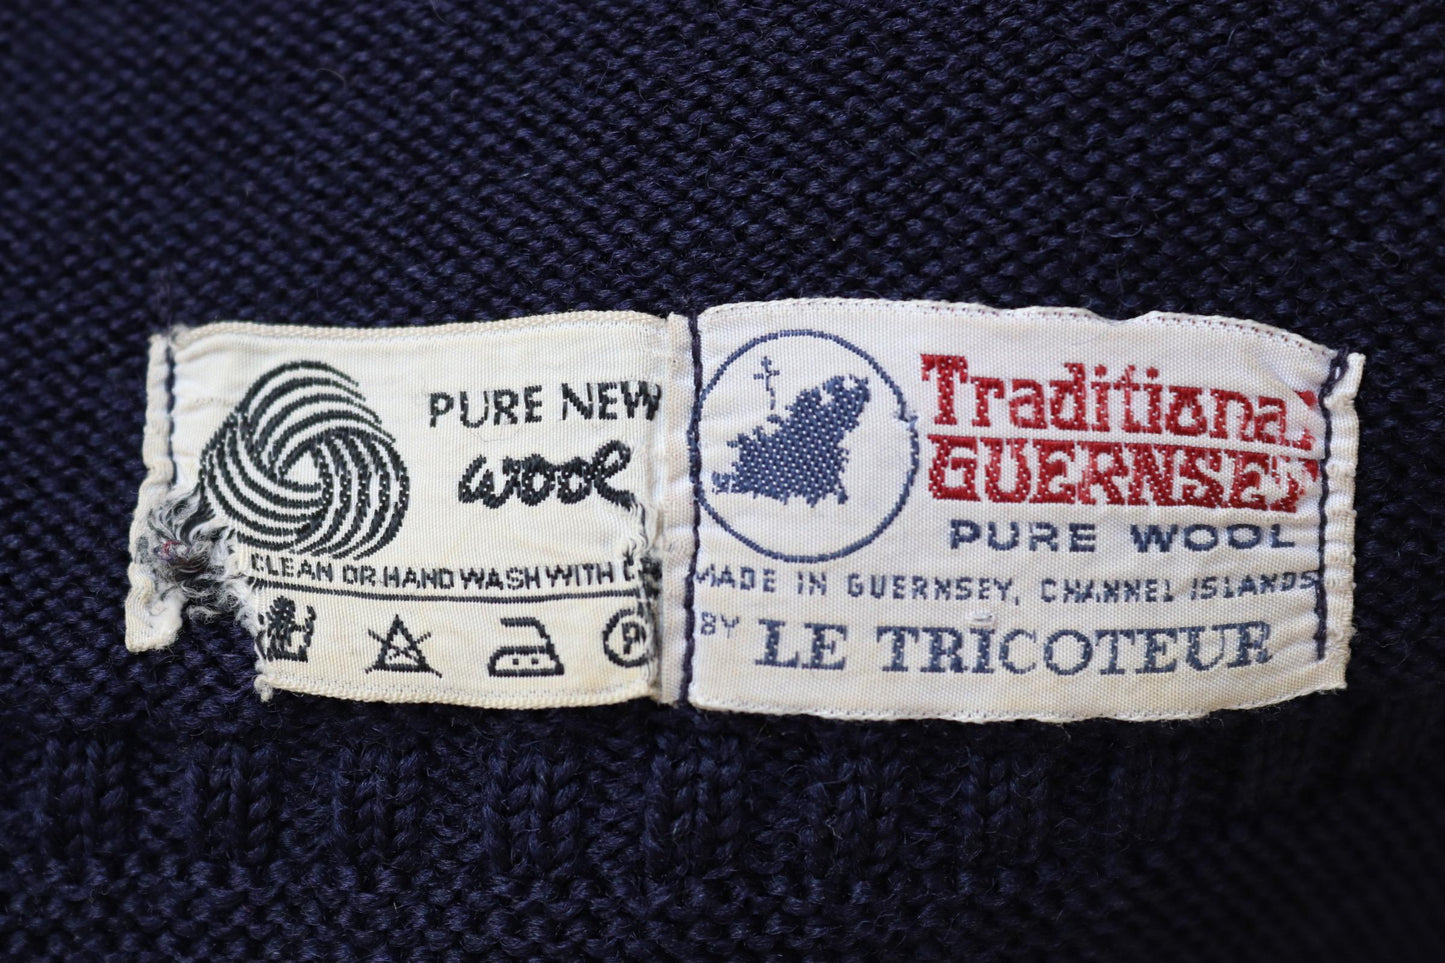 PURE NEW
wool
CLEAN OR HAND WASH WITH
P
Traditional
GUERNSEY
PURE WOOL
MADE IN GUERNSEY, CHANNEL ISLANDS
BY LE TRICOTEUR